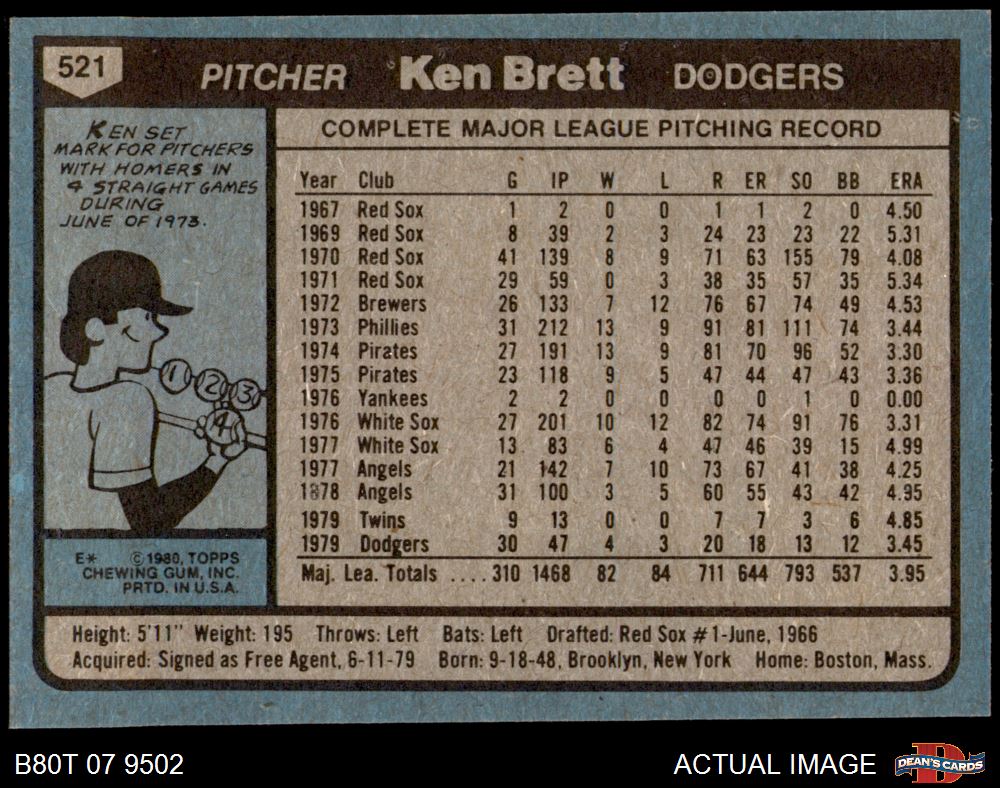 521
PITCHER Ken Brett DODGERS
KEN SET
MARK FOR PITCHERS
WITH HOMERS IN
4 STRAIGHT GAMES
DURING
JUNE OF 1973.
1 2 3
4
E* © 1980, TOPPS
CHEWING GUM, INC.
PRTD. IN U.S.A.
COMPLETE MAJOR LEAGUE PITCHING RECORD
Year Club G IP W L R ER SO BB ERA
1967 Red Sox 1 2 0 0 1 1 2 0 4.50
1969 Red Sox 8 39 2 3 24 23 23 22 5.31
1970 Red Sox 41 139 8 9 71 63 155 79 4.08
1971 Red Sox 29 59 0 3 38 35 57 35 5.34
1972 Brewers 26 133 7 12 76 67 74 49 4.53
1973 Phillies 31 212 13 9 91 81 111 74 3.44
1974 Pirates 27 191 13 9 81 70 96 52 3.30
1975 Pirates 23 118 9 5 47 44 47 43 3.36
1976 Yankees 2 2 0 0 0 0 1 0 0.00
1976 White Sox 27 201 10 12 82 74 91 76 3.31
1977 White Sox 13 83 6 4 47 46 39 15 4.99
1977 Angels 21 142 7 10 73 67 41 38 4.25
1878 Angels 31 100 3 5 60 55 43 42 4.95
1979 Twins 9 13 0 0 7 7 3 6 4.85
1979 Dodgers 30 47 4 3 20 18 13 12 3.45
Maj. Lea. Totals .... 310 1468 82 84 711 644 793 537 3.95
Height: 5'11" Weight: 195 Throws: Left Bats: Left Drafted: Red Sox #1-June, 1966
Acquired: Signed as Free Agent, 6-11-79 Born: 9-18-48, Brooklyn, New York Home: Boston, Mass.
B80T 07 9502 ACTUAL IMAGE DEAN'S CARDS